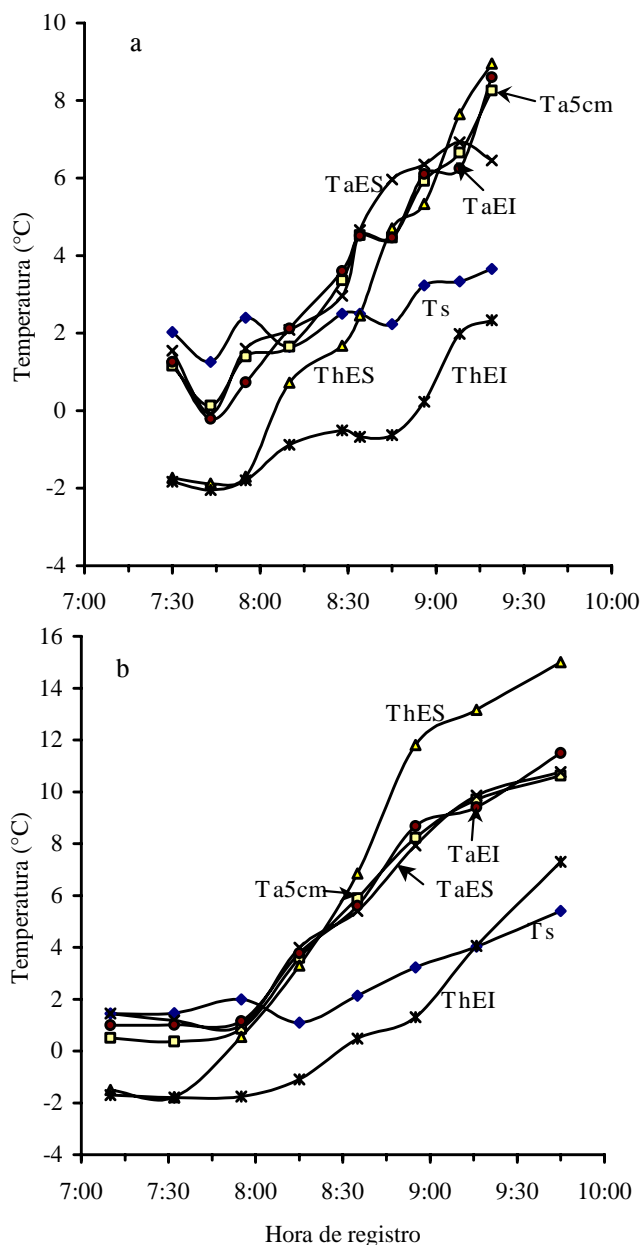 a
Temperatura (°C)
10
8
6
4
2
0
-2
-4
7:00 7:30 8:00 8:30 9:00 9:30 10:00
Ta5cm
TaES
TaEI
Ts
ThES
ThEI
b
Temperatura (°C)
16
14
12
10
8
6
4
2
0
-2
-4
7:00 7:30 8:00 8:30 9:00 9:30 10:00
ThES
TaEI
Ta5cm
TaES
Ts
ThEI
Hora de registro